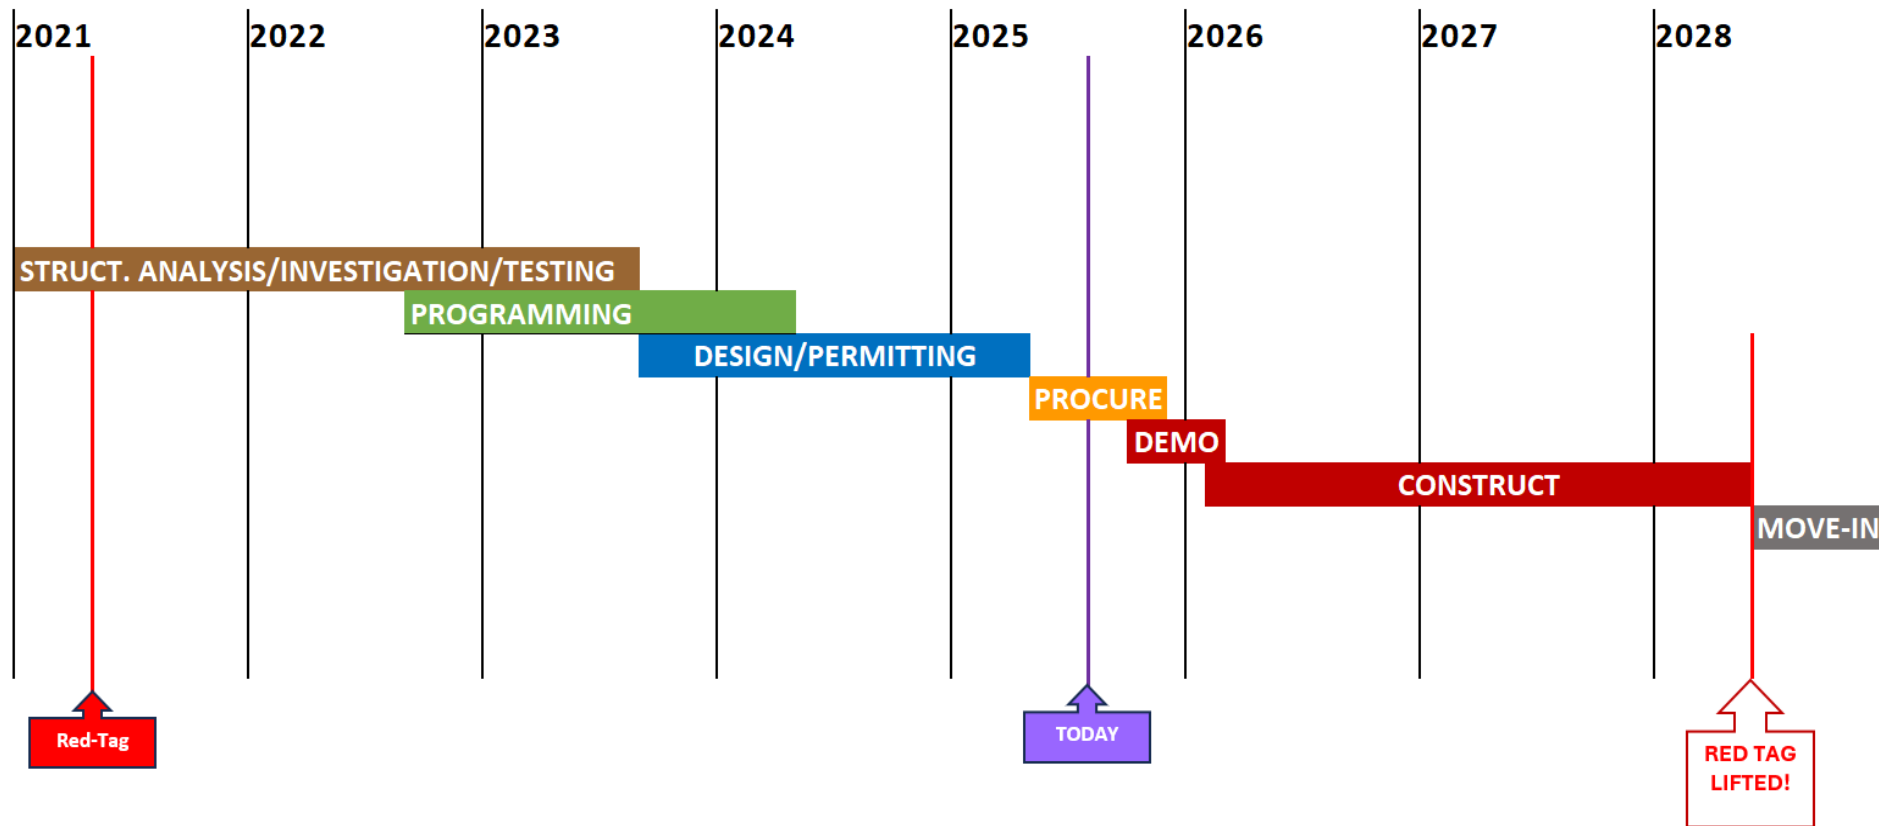 2021
2022
2023
2024
2025
2026
2027
2028
STRUCT. ANALYSIS/INVESTIGATION/TESTING
PROGRAMMING
DESIGN/PERMITTING
PROCURE
DEMO
CONSTRUCT
MOVE-IN
Red-Tag
TODAY
RED TAG
LIFTED!